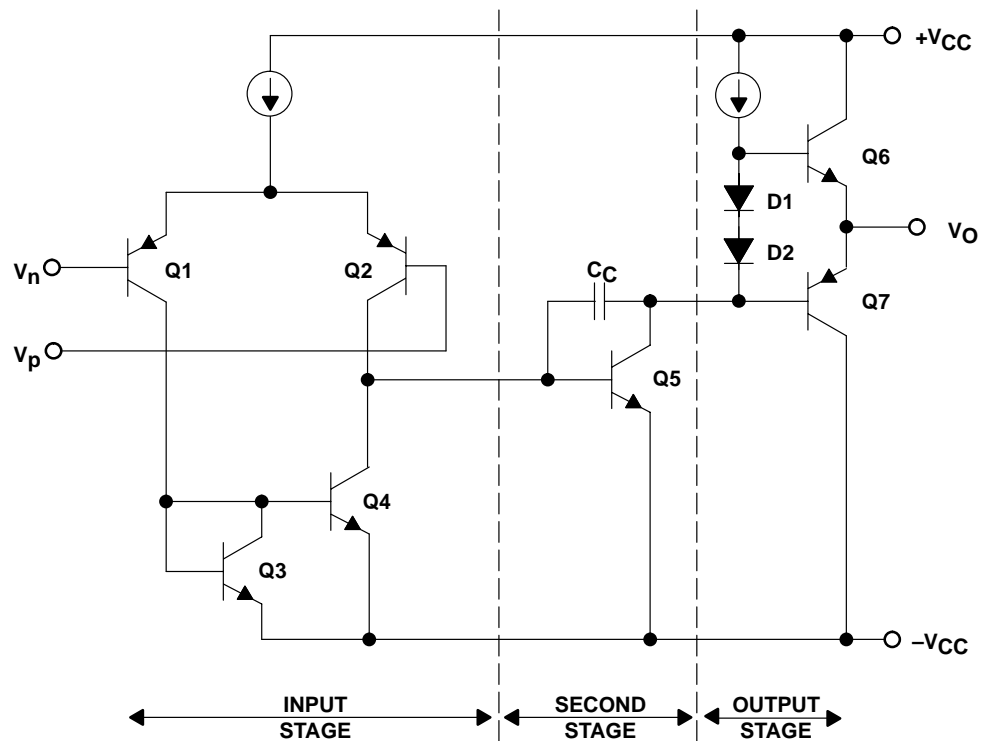 +VCC
Q6
D1
VO
D2
Vn
Q1
Q2
CC
Q7
Vp
Q5
Q4
Q3
–VCC
INPUT
STAGE
SECOND
STAGE
OUTPUT
STAGE